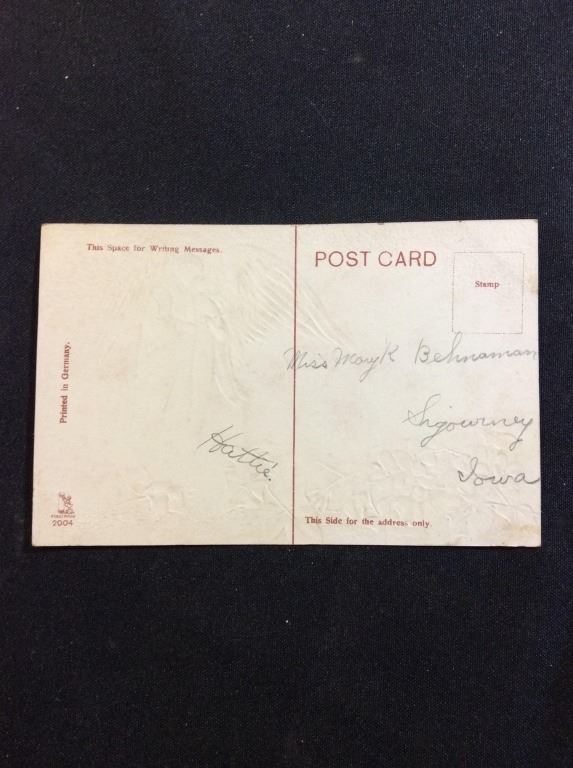 This Space for Writing Messages.
POST CARD
Stamp
Printed in Germany.
Miss Mary K Behnaman
Sigourney
Iowa
Hattie.
2004
This Side for the address only.